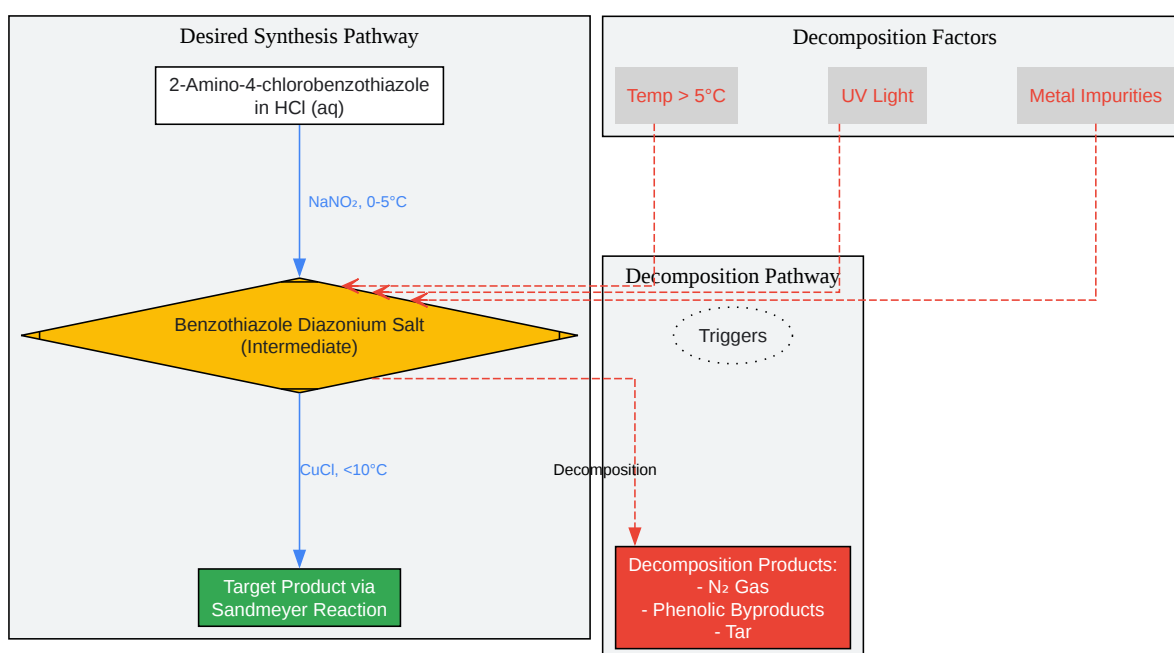 Desired Synthesis Pathway
2-Amino-4-chlorobenzothiazole
in HCl (aq)
NaNO₂, 0-5°C
Benzothiazole Diazonium Salt
(Intermediate)
CuCl, <10°C
Target Product via
Sandmeyer Reaction
Decomposition Factors
Temp > 5°C
UV Light
Metal Impurities
Decomposition Pathway
Triggers
Decomposition
Decomposition Products:
- N₂ Gas
- Phenolic Byproducts
- Tar